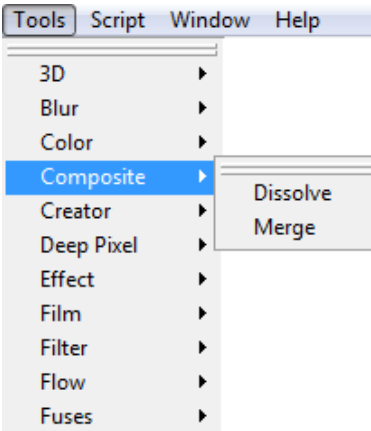 Tools Script Window Help
3D
Blur
Color
Composite
Dissolve
Merge
Creator
Deep Pixel
Effect
Film
Filter
Flow
Fuses